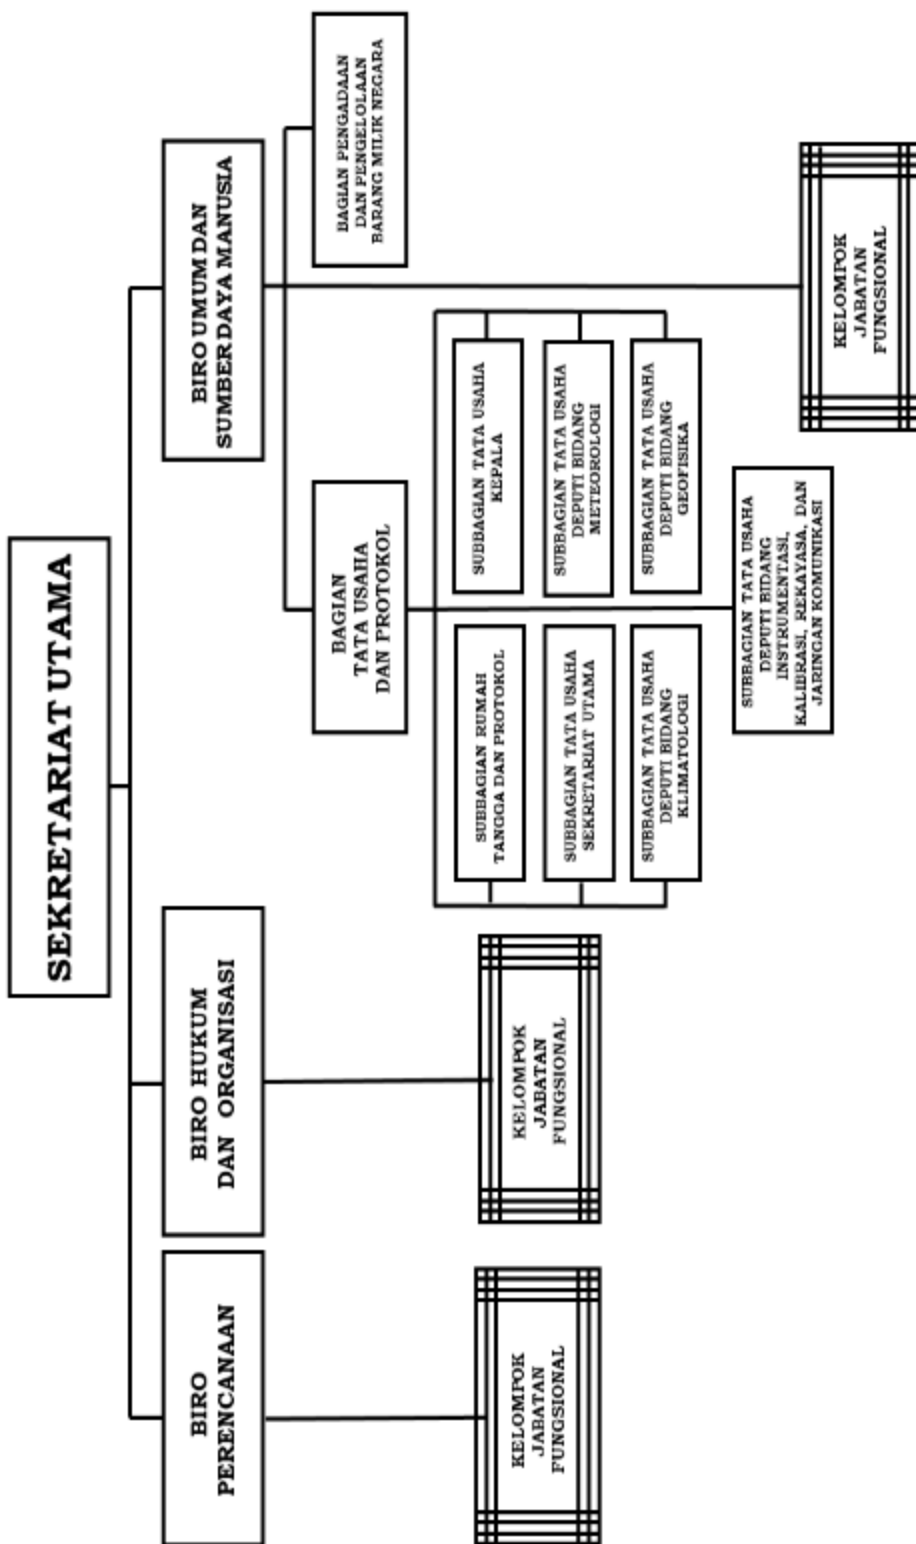 SEKRETARIAT UTAMA
BIRO
PERENCANAAN
BIRO HUKUM
DAN ORGANISASI
BIRO UMUM DAN
SUMBER DAYA MANUSIA
BAGIAN
TATA USAHA
DAN PROTOKOL
BAGIAN PENGADAAN
DAN PENGELOLAAN
BARANG MILIK NEGARA
KELOMPOK
JABATAN
FUNGSIONAL
KELOMPOK
JABATAN
FUNGSIONAL
SUBBAGIAN RUMAH
TANGGA DAN PROTOKOL
SUBBAGIAN TATA USAHA
KEPALA
SUBBAGIAN TATA USAHA
SEKRETARIAT UTAMA
SUBBAGIAN TATA USAHA
DEPUTI BIDANG
METEOROLOGI
SUBBAGIAN TATA USAHA
DEPUTI BIDANG
KLIMATOLOGI
SUBBAGIAN TATA USAHA
DEPUTI BIDANG
GEOFISIKA
SUBBAGIAN TATA USAHA
DEPUTI BIDANG
INSTRUMENTASI,
KALIBRASI, REKAYASA, DAN
JARINGAN KOMUNIKASI
KELOMPOK
JABATAN
FUNGSIONAL